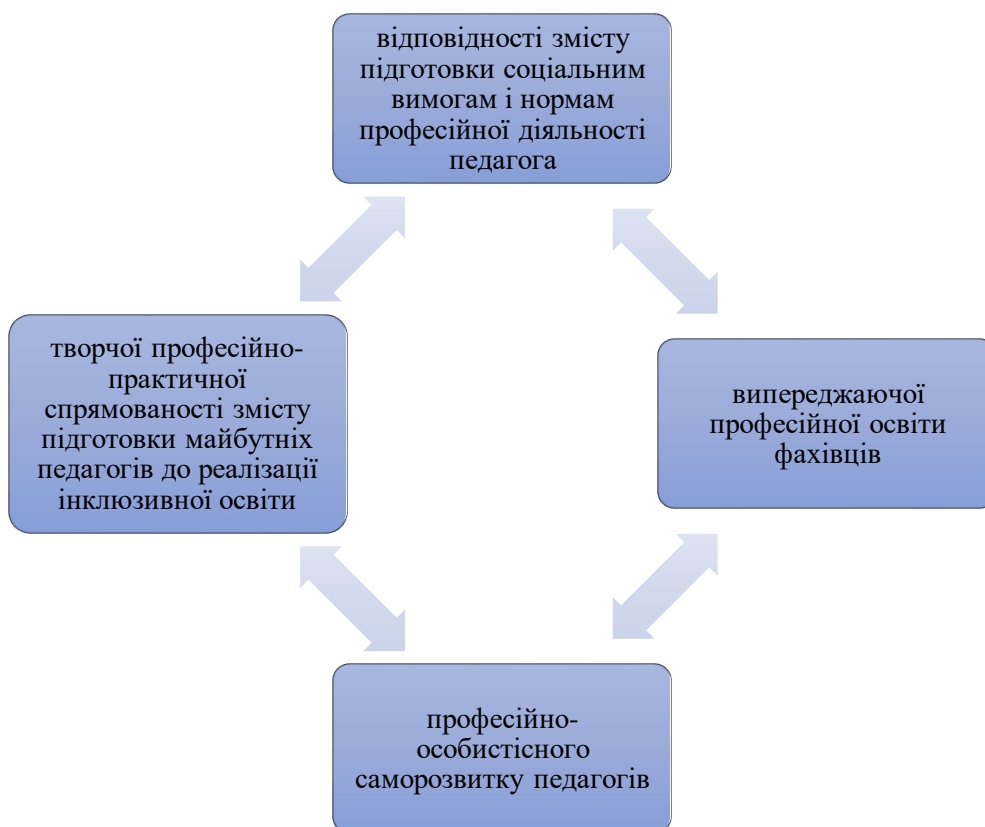 відповідності змісту
підготовки соціальним
вимогам і нормам
професійної діяльності
педагога
творчої професійно-
практичної
спрямованості змісту
підготовки майбутніх
педагогів до реалізації
інклюзивної освіти
випереджаючої
професійної освіти
фахівців
професійно-
особистісного
саморозвитку педагогів